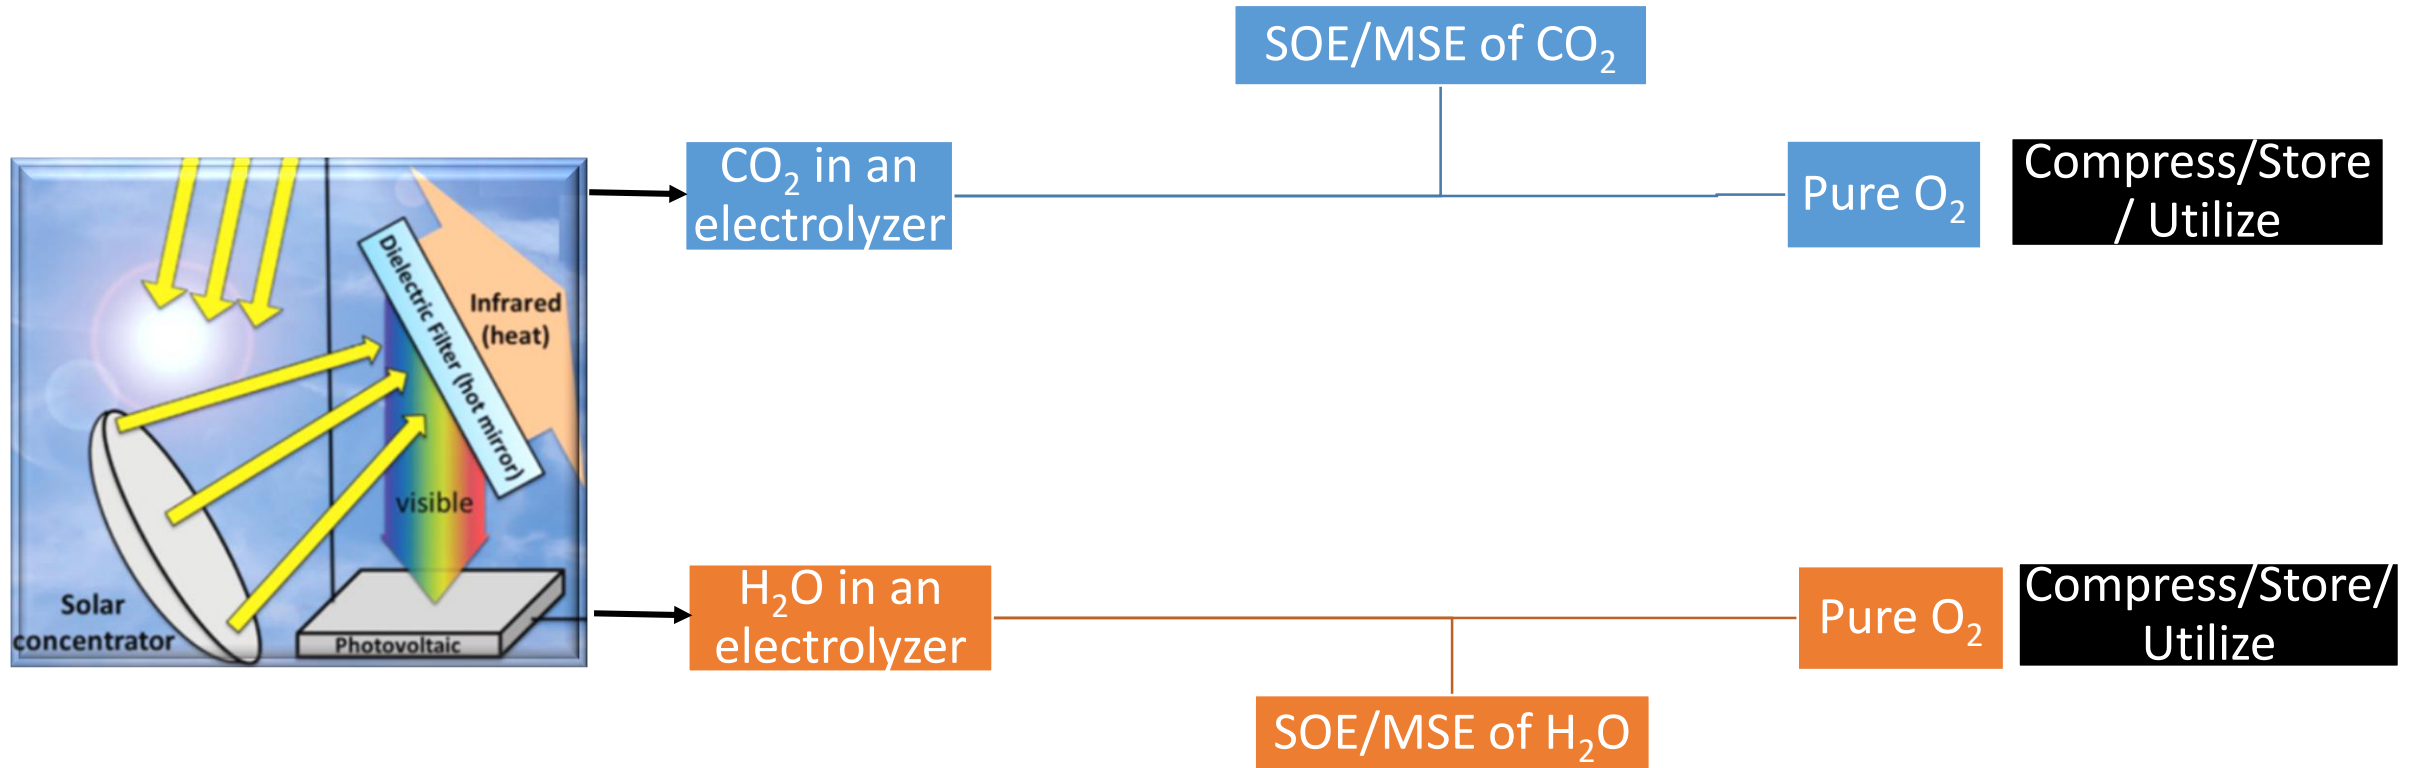 SOE/MSE of CO₂
CO₂ in an
electrolyzer
Pure O₂
Compress/Store
/ Utilize
Dielectric Filter (hot mirror)
Infrared
(heat)
visible
Solar
concentrator
Photovoltaic
H₂O in an
electrolyzer
Pure O₂
Compress/Store/
Utilize
SOE/MSE of H₂O